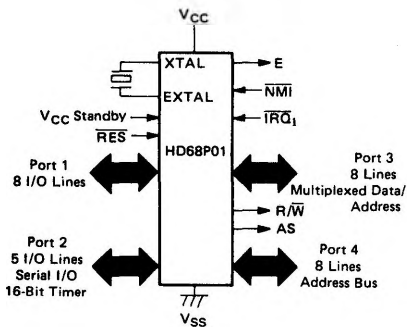 VCC
XTAL
E
EXTAL
NMI
VCC Standby
IRQ1
RES
HD68P01
Port 1
8 I/O Lines
Port 3
8 Lines
Multiplexed Data/
Address
R/W
AS
Port 2
5 I/O Lines
Serial I/O
16-Bit Timer
Port 4
8 Lines
Address Bus
VSS